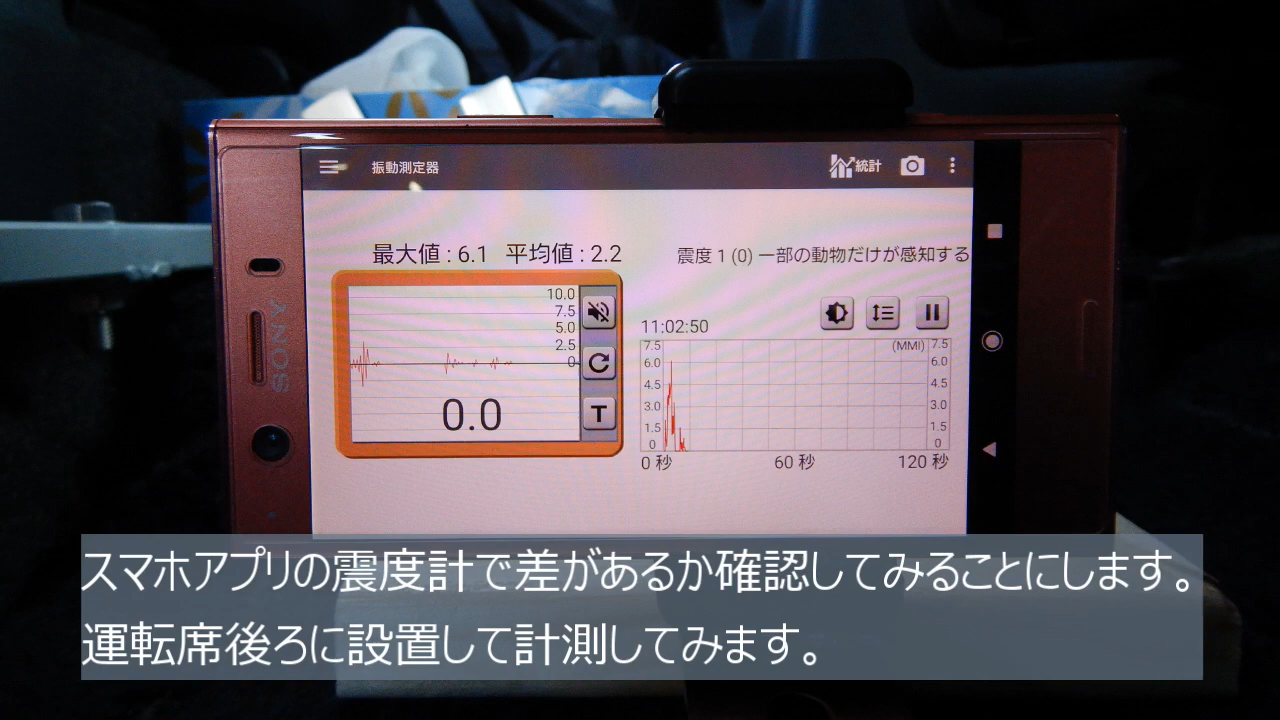 振動測定器
統計
最大値 : 6.1 平均値 : 2.2
震度 1 (0) 一部の動物だけが感知する
10.0
7.5
5.0
2.5
0
T
0.0
11:02:50
(MMI)
7.5 7.5
6.0 6.0
4.5 4.5
3.0 3.0
1.5 1.5
0 0
0 秒 60 秒 120 秒
SONY
スマホアプリの震度計で差があるか確認してみることにします。
運転席後ろに設置して計測してみます。